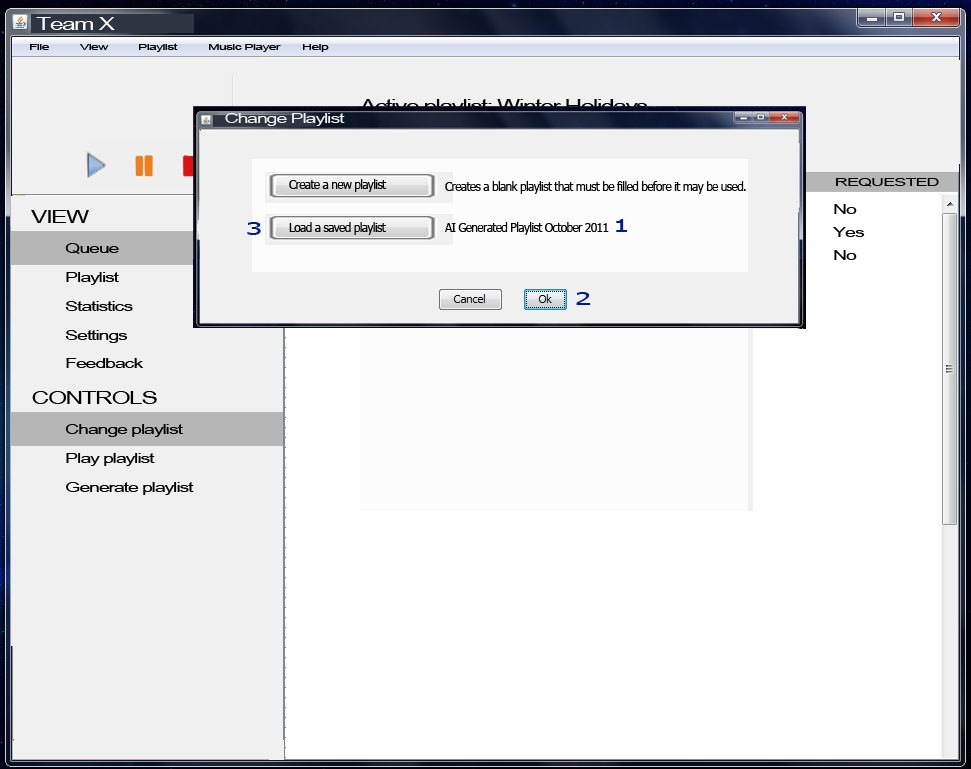 Team X
File View Playlist Music Player Help
Active playlist: Winter Holidays
Change Playlist
Create a new playlist Creates a blank playlist that must be filled before it may be used.
3 Load a saved playlist AI Generated Playlist October 2011 1
Cancel Ok 2
REQUESTED
No
Yes
No
VIEW
Queue
Playlist
Statistics
Settings
Feedback
CONTROLS
Change playlist
Play playlist
Generate playlist